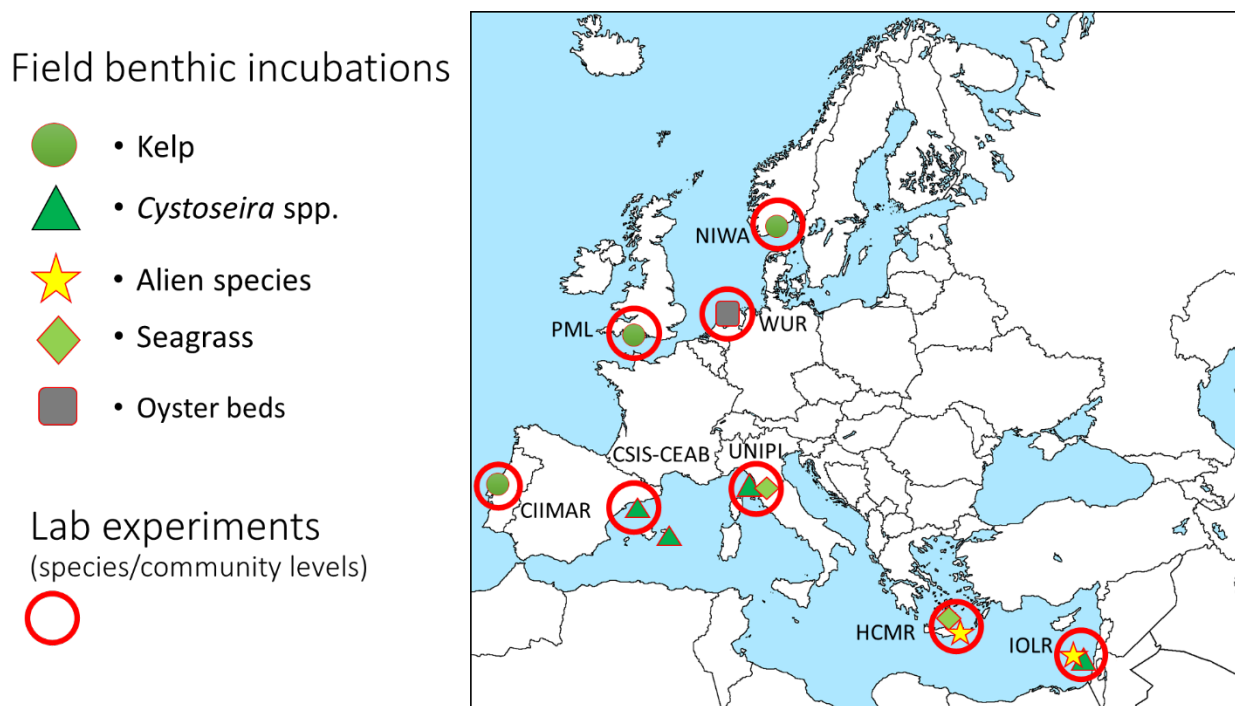 Field benthic incubations
• Kelp
• Cystoseira spp.
• Alien species
• Seagrass
• Oyster beds
Lab experiments
(species/community levels)
NIWA
PML
WUR
CSIS-CEAB
UNIPI
CIIMAR
HCMR
IOLR